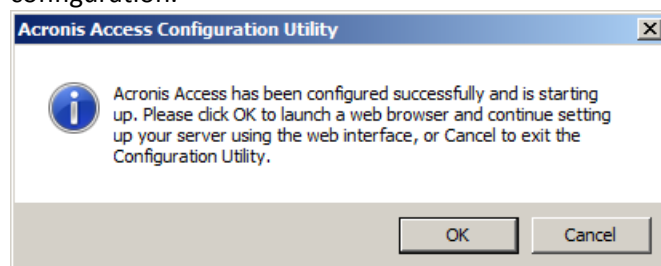 configuration.
Acronis Access Configuration Utility
Acronis Access has been configured successfully and is starting
up. Please click OK to launch a web browser and continue setting
up your server using the web interface, or Cancel to exit the
Configuration Utility.
OK
Cancel